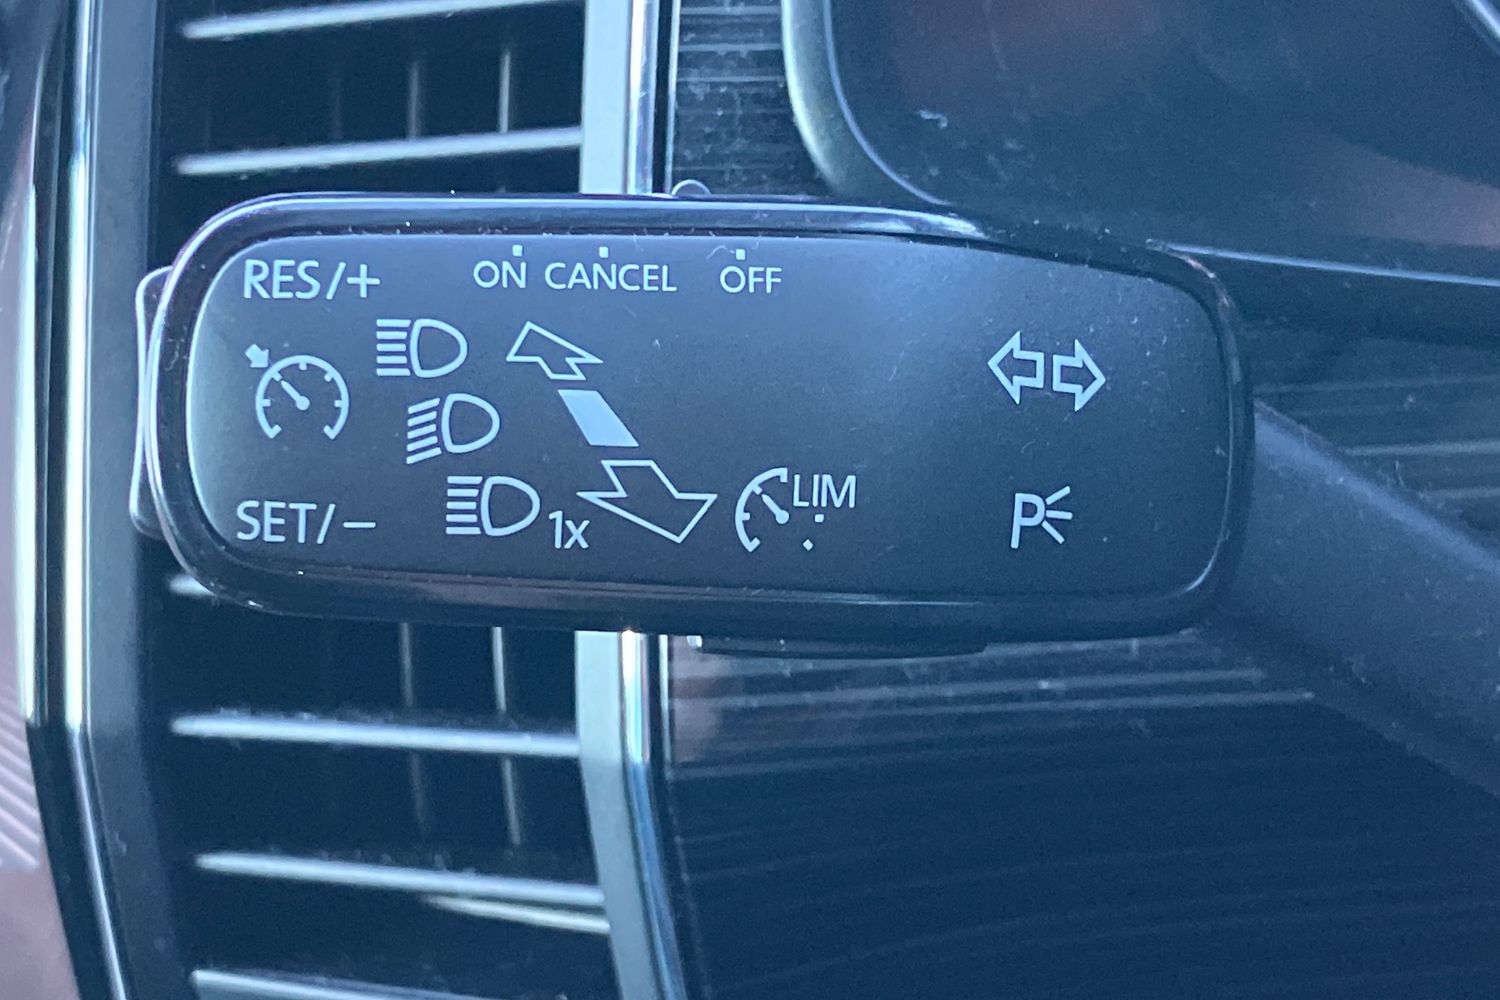 RES/+ ON CANCEL OFF
SET/- 1x LIM P